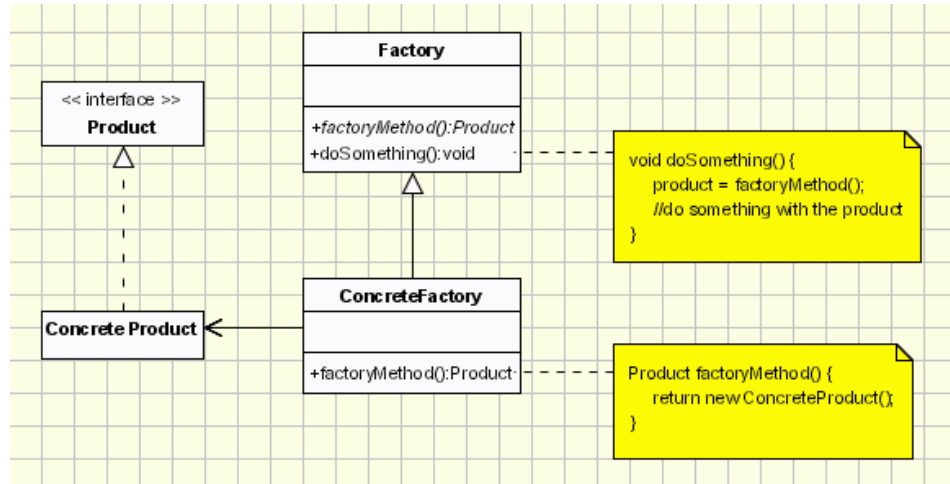 Factory
<< interface >>
Product
+factoryMethod():Product
+doSomething():void
void doSomething() {
product = factoryMethod();
//do something with the product
}
ConcreteFactory
Concrete Product
+factoryMethod():Product
Product factoryMethod() {
return new ConcreteProduct();
}